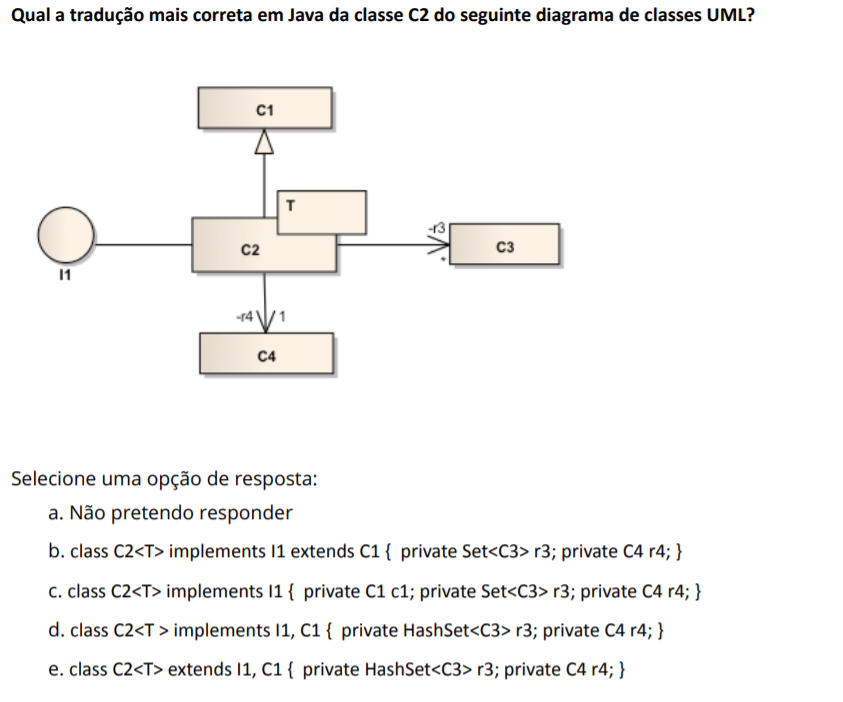 Qual a tradução mais correta em Java da classe C2 do seguinte diagrama de classes UML?
C1
T
-r3
C2
C3
*
I1
-r4 1
C4
Selecione uma opção de resposta:
a. Não pretendo responder
b. class C2<T> implements I1 extends C1 { private Set<C3> r3; private C4 r4; }
c. class C2<T> implements I1 { private C1 c1; private Set<C3> r3; private C4 r4; }
d. class C2<T > implements I1, C1 { private HashSet<C3> r3; private C4 r4; }
e. class C2<T> extends I1, C1 { private HashSet<C3> r3; private C4 r4; }